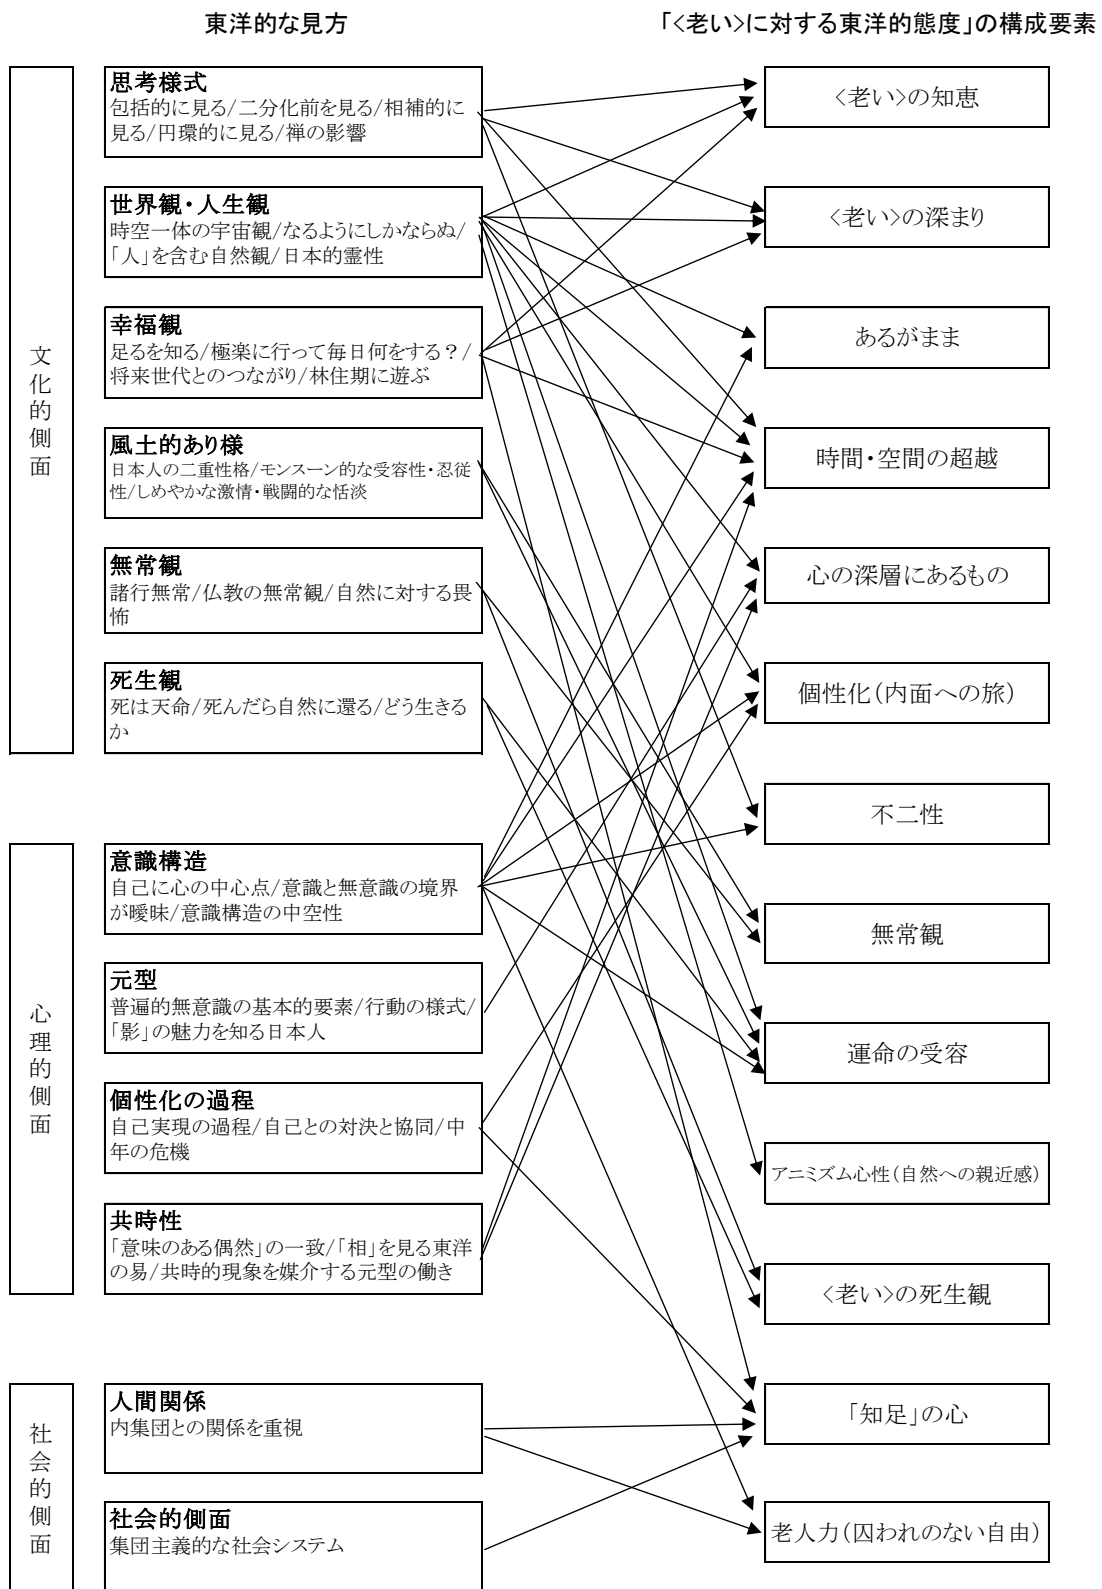 東洋的な見方
「<老い>に対する東洋的態度」の構成要素
文化的側面
思考様式
包括的に見る/二分化前を見る/相補的に
見る/円環的に見る/禅の影響
世界観・人生観
時空一体の宇宙観/なるようにしかならぬ/
「人」を含む自然観/日本的霊性
幸福観
足るを知る/極楽に行って毎日何をする？/
将来世代とのつながり/林住期に遊ぶ
風土的あり様
日本人の二重性格/モンスーン的な受容性・忍従
性/しめやかな激情・戦闘的な恬淡
無常観
諸行無常/仏教の無常観/自然に対する畏
怖
死生観
死は天命/死んだら自然に還る/どう生きる
か
心理的側面
意識構造
自己に心の中心点/意識と無意識の境界
が曖昧/意識構造の中空性
元型
普遍的無意識の基本的要素/行動の様式/
「影」の魅力を知る日本人
個性化の過程
自己実現の過程/自己との対決と協同/中
年の危機
共時性
「意味のある偶然」の一致/「相」を見る東洋
の易/共時的現象を媒介する元型の働き
社会的側面
人間関係
内集団との関係を重視
社会的側面
集団主義的な社会システム
<老い>の知恵
<老い>の深まり
あるがまま
時間・空間の超越
心の深層にあるもの
個性化（内面への旅）
不二性
無常観
運命の受容
アニミズム心性（自然への親近感）
<老い>の死生観
「知足」の心
老人力（囚われのない自由）